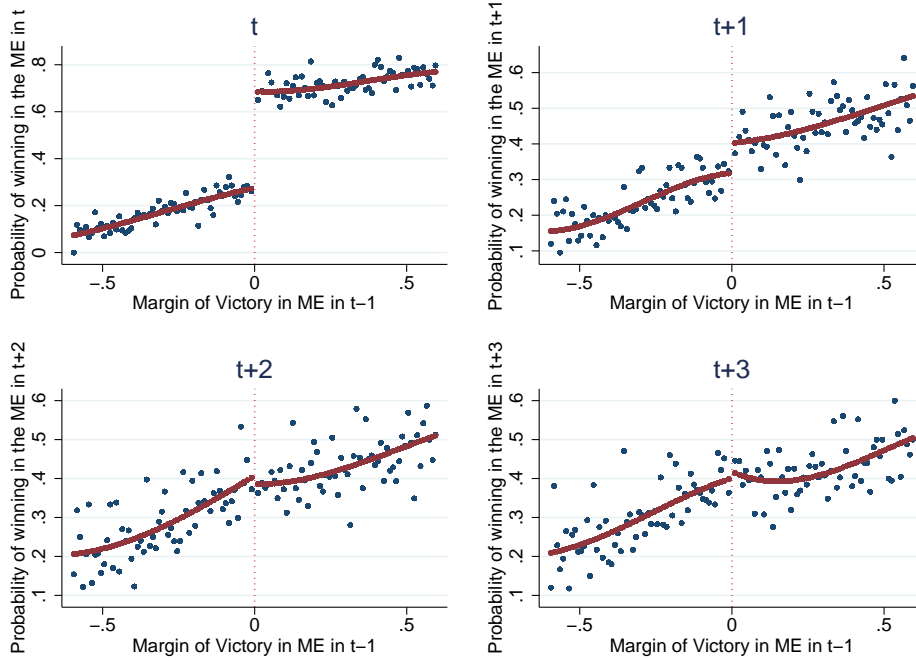 t
Probability of winning in the ME in t
.8
.6
.4
.2
0
−.5
0
.5
Margin of Victory in ME in t−1
t+1
Probability of winning in the ME in t+1
.6
.5
.4
.3
.2
.1
−.5
0
.5
Margin of Victory in ME in t−1
t+2
Probability of winning in the ME in t+2
.6
.5
.4
.3
.2
.1
−.5
0
.5
Margin of Victory in ME in t−1
t+3
Probability of winning in the ME in t+3
.6
.5
.4
.3
.2
.1
−.5
0
.5
Margin of Victory in ME in t−1